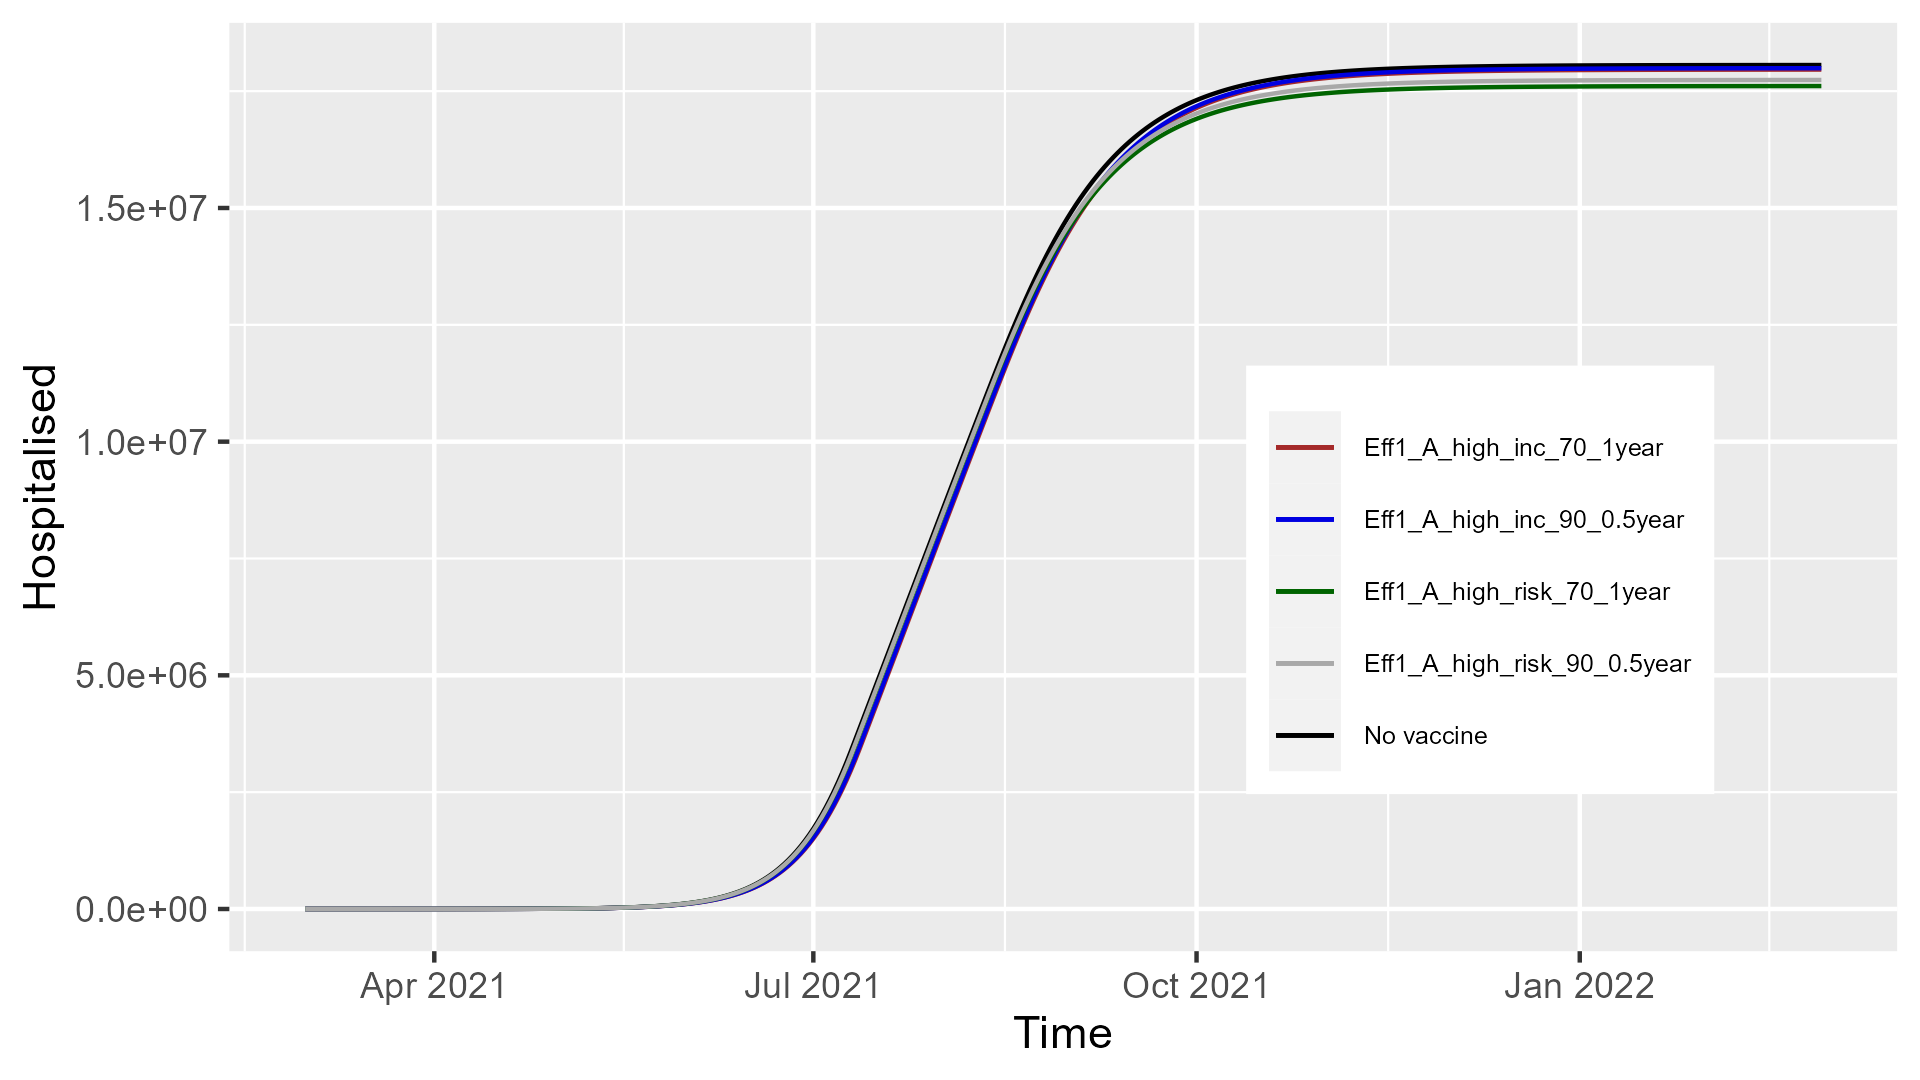 Hospitalised
1.5e+07
1.0e+07
5.0e+06
0.0e+00
Eff1_A_high_inc_70_1year
Eff1_A_high_inc_90_0.5year
Eff1_A_high_risk_70_1year
Eff1_A_high_risk_90_0.5year
No vaccine
Apr 2021 Jul 2021 Oct 2021 Jan 2022
Time